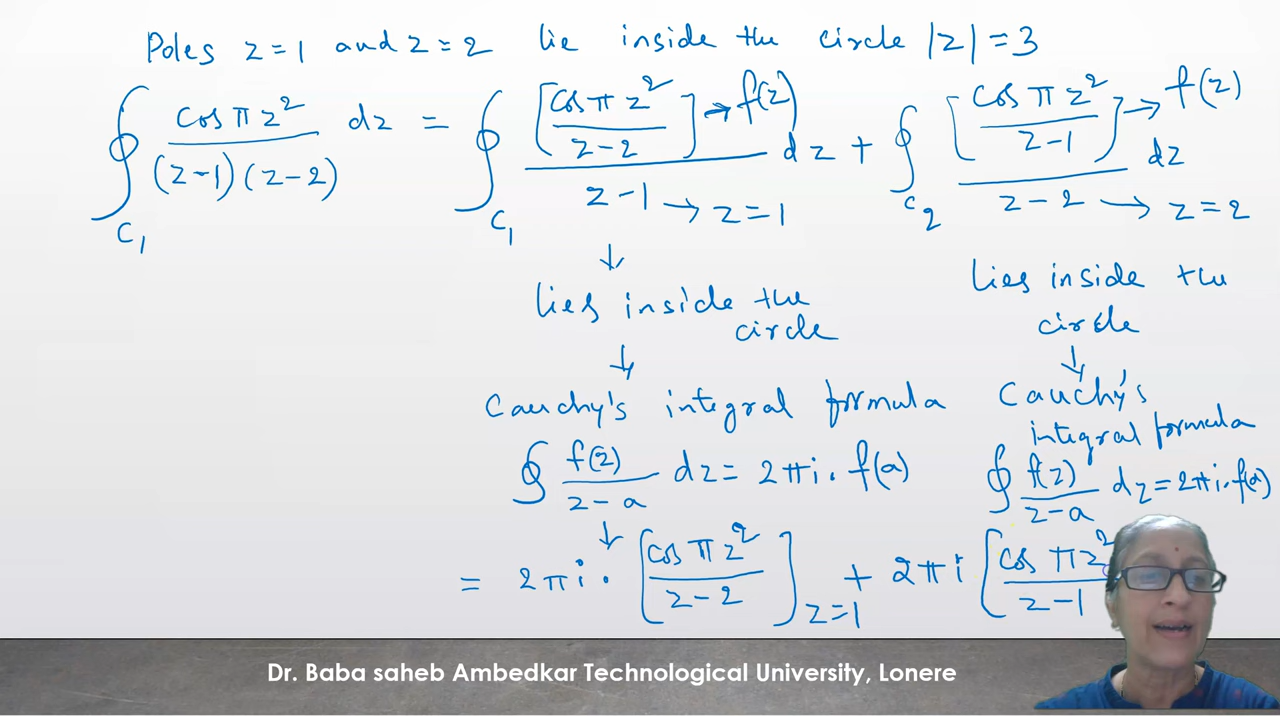 Poles z=1 and z=2 lie inside the circle |z|=3
∮_{C_1} cos πz²/((z-1)(z-2)) dz = ∮_{C_1} [cos πz²/(z-2)] → f(z) / (z-1) → z=1 dz + ∮_{C_2} [cos πz²/(z-1)] → f(z) / (z-2) → z=2 dz
↓
lies inside the circle
↓
Cauchy's integral formula
∮ f(z)/(z-a) dz = 2πi · f(a)
↓
lies inside the circle
↓
Cauchy's integral formula
∮ f(z)/(z-a) dz = 2πi · f(a)
= 2πi · [cos πz²/(z-2)]_{z=1} + 2πi [cos πz²/(z-1)
Dr. Baba saheb Ambedkar Technological University, Lonere